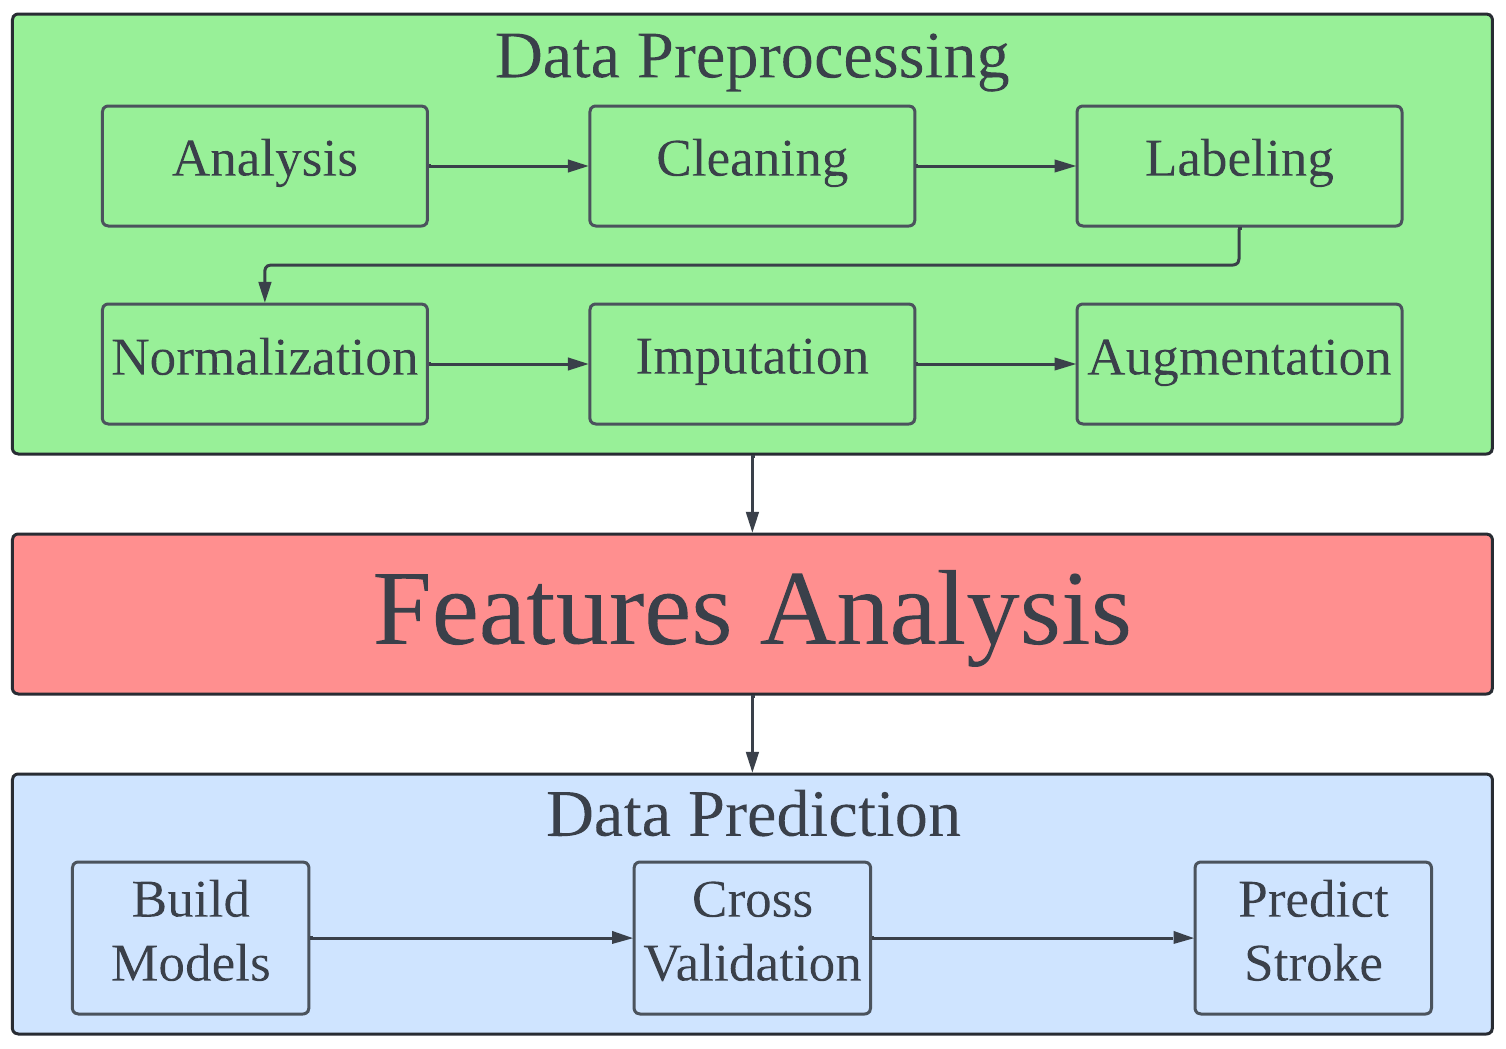 Data Preprocessing
Analysis
Cleaning
Labeling
Normalization
Imputation
Augmentation
Features Analysis
Data Prediction
Build
Models
Cross
Validation
Predict
Stroke